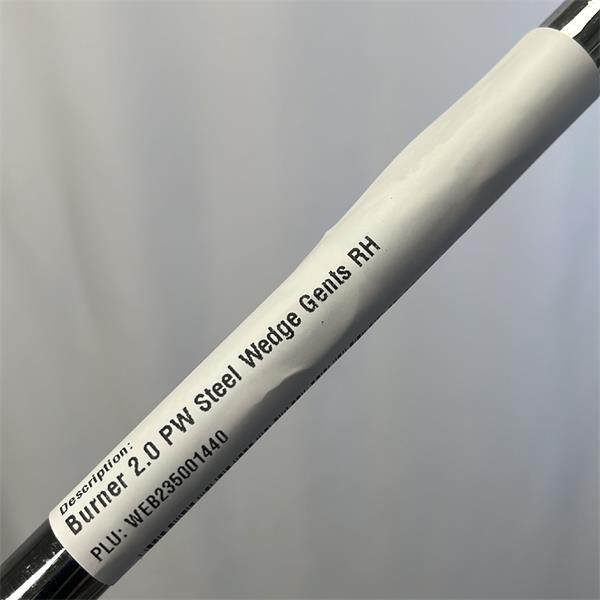 Description:
Burner 2.0 PW Steel Wedge Gents RH
PLU: WEB235001440